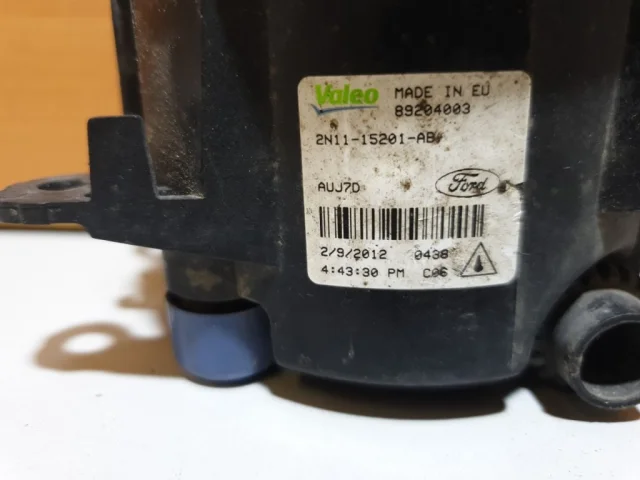 Valeo MADE IN EU
89204003
2N11-15201-AB
AUJ7D Ford
2/9/2012 0438
4:43:30 PM C06